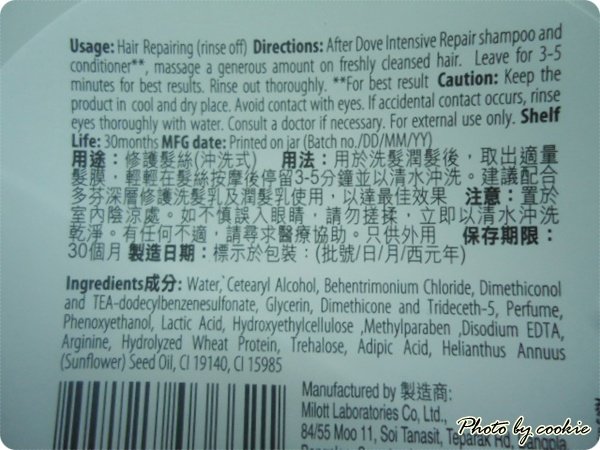 Usage: Hair Repairing (rinse off) Directions: After Dove Intensive Repair shampoo and
conditioner**, massage a generous amount on freshly cleansed hair. Leave for 3-5
minutes for best results. Rinse out thoroughly. **For best result Caution: Keep the
product in cool and dry place. Avoid contact with eyes. If accidental contact occurs, rinse
eyes thoroughly with water. Consult a doctor if necessary. For external use only. Shelf
Life: 30months MFG date: Printed on jar (Batch no./DD/MM/YY)
用途：修護髮絲(沖洗式) 用法：用於洗髮潤髮後，取出適量
髮膜，輕輕在髮絲按摩後停留3-5分鐘並以清水沖洗。建議配合
多芬深層修護洗髮乳及潤髮乳使用，以達最佳效果 注意：置於
室內陰涼處。如不慎誤入眼睛，請勿搓揉，立即以清水沖洗
乾淨。有任何不適，請尋求醫療協助。只供外用 保存期限：
30個月 製造日期：標示於包裝：(批號/日/月/西元年)
Ingredients成分: Water, Cetearyl Alcohol, Behentrimonium Chloride, Dimethiconol
and TEA-dodecylbenzenesulfonate, Glycerin, Dimethicone and Trideceth-5, Perfume,
Phenoxyethanol, Lactic Acid, Hydroxyethylcellulose ,Methylparaben ,Disodium EDTA,
Arginine, Hydrolyzed Wheat Protein, Trehalose, Adipic Acid, Helianthus Annuus
(Sunflower) Seed Oil, CI 19140, CI 15985
Manufactured by 製造商:
Milott Laboratories Co, Ltd.,
84/55 Moo 11, Soi Tanasit, Teparak Rd, Bangpla
Photo by cookie